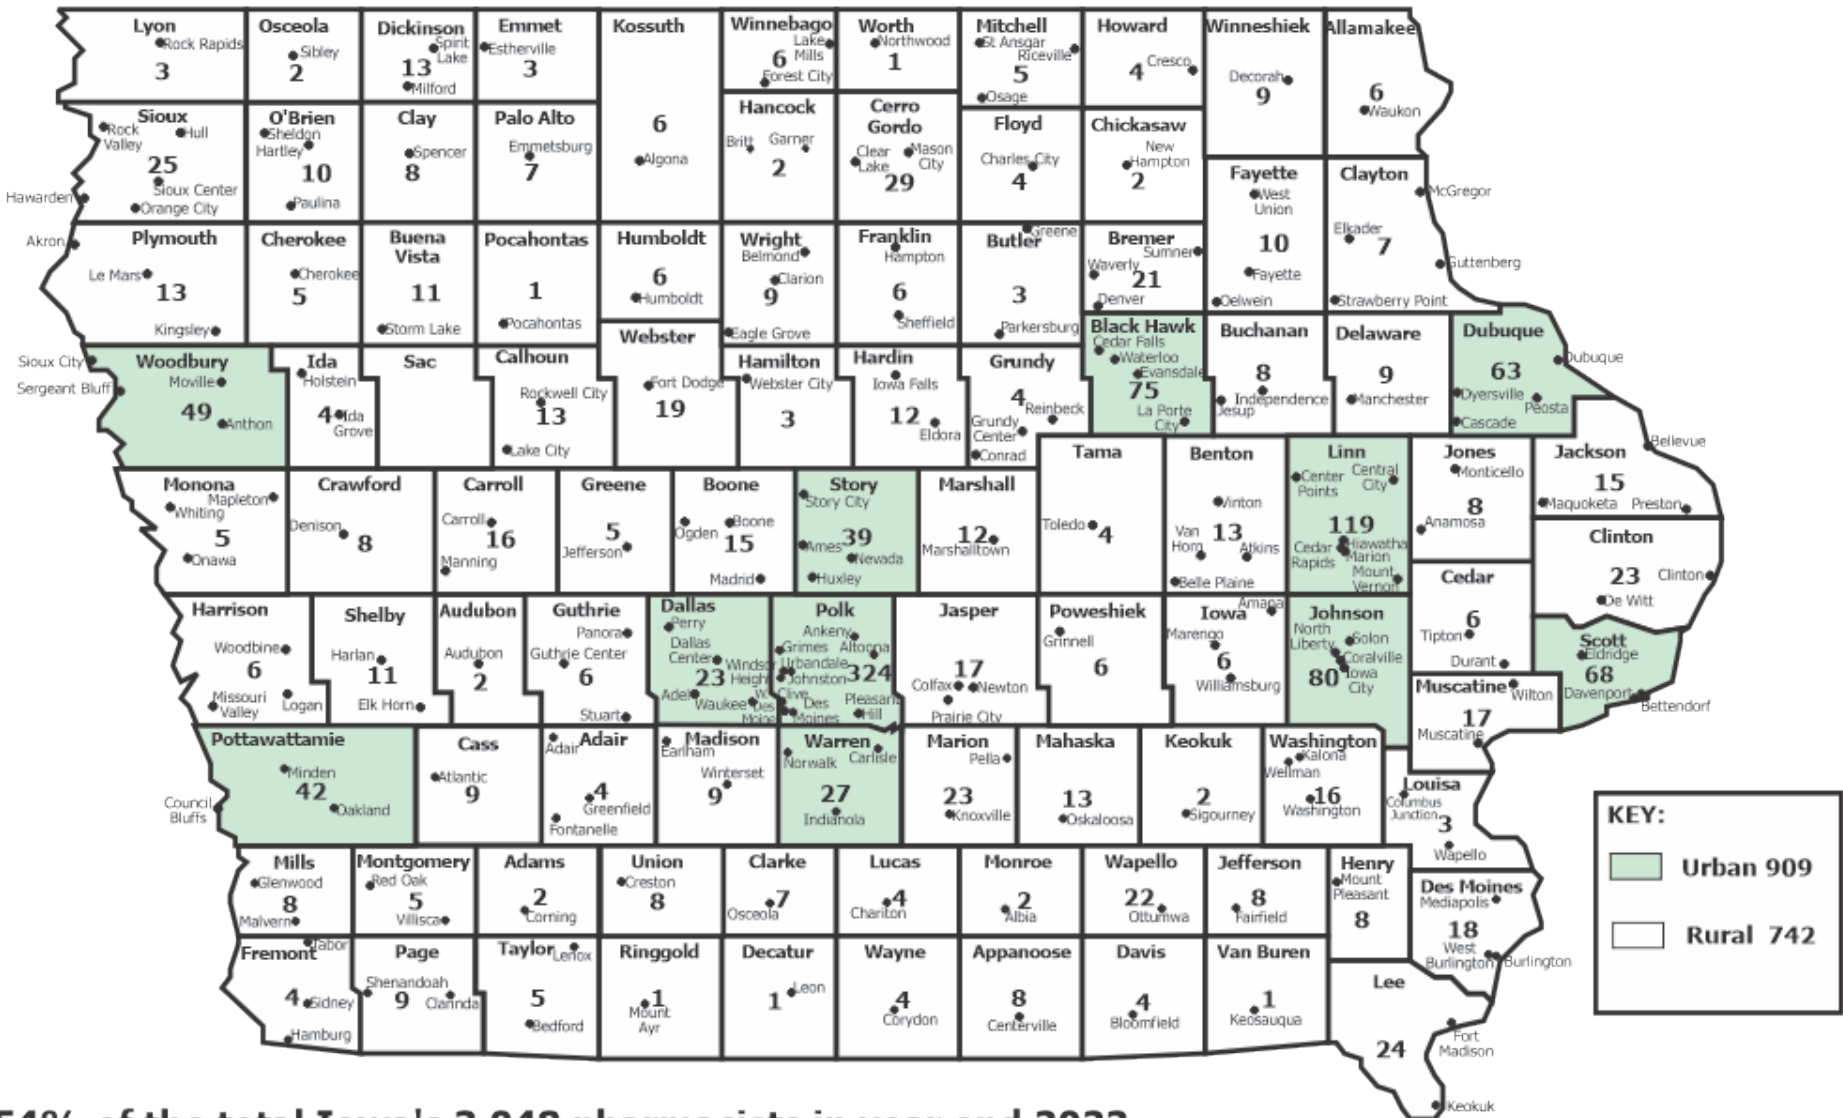 Lyon
Rock Rapids
3
Osceola
Sibley
2
Dickinson
Spirit
Lake
13
Milford
Emmet
Estherville
3
Kossuth
6
Algona
Winnebago
Lake
Mills
6
Forest City
Worth
Northwood
1
Mitchell
St Ansgar
Riceville
5
Osage
Howard
4
Cresco
Winneshiek
Decorah
9
Allamakee
6
Waukon
Sioux
Rock
Valley
Hull
25
Sioux Center
Orange City
Hawarden
O'Brien
Sheldon
Hartley
10
Paulina
Clay
Spencer
8
Palo Alto
Emmetsburg
7
Hancock
Britt
Garner
2
Cerro
Gordo
Clear
Lake
Mason
City
29
Floyd
Charles City
4
Chickasaw
New
Hampton
2
Fayette
West
Union
10
Fayette
Oelwein
Clayton
McGregor
Elkader
7
Guttenberg
Strawberry Point
Akron
Plymouth
Le Mars
13
Kingsley
Cherokee
Cherokee
5
Buena
Vista
11
Storm Lake
Pocahontas
1
Pocahontas
Humboldt
6
Humboldt
Wright
Belmond
Clarion
9
Eagle Grove
Franklin
Hampton
6
Sheffield
Greene
Butler
3
Parkersburg
Bremer
Sumner
Waverly
21
Denver
Black Hawk
Cedar Falls
Waterloo
Evansdale
75
La Porte
City
Buchanan
8
Independence
Jesup
Delaware
9
Manchester
Dubuque
Dubuque
63
Dyersville
Peosta
Cascade
Sioux City
Sergeant Bluff
Woodbury
Moville
49
Anthon
Ida
Holstein
4
Ida
Grove
Sac
Calhoun
Rockwell City
13
Lake City
Webster
Fort Dodge
19
Hamilton
Webster City
3
Hardin
Iowa Falls
12
Eldora
Grundy
4
Reinbeck
Grundy
Center
Conrad
Tama
Toledo
4
Benton
Vinton
Van
Horn
13
Atkins
Belle Plaine
Linn
Center
Points
Central
City
119
Hiawatha
Cedar
Rapids
Marion
Mount
Vernon
Jones
Monticello
8
Anamosa
Jackson
Bellevue
15
Maquoketa
Preston
Monona
Mapleton
Whiting
5
Onawa
Crawford
Denison
8
Carroll
Carroll
16
Manning
Greene
5
Jefferson
Boone
Ogden
Boone
15
Madrid
Story
Story City
39
Ames
Nevada
Huxley
Marshall
12
Marshalltown
Clinton
23
Clinton
De Witt
Cedar
6
Tipton
Durant
Harrison
Woodbine
6
Missouri
Valley
Logan
Shelby
Harlan
11
Elk Horn
Audubon
Audubon
2
Guthrie
Panora
Guthrie Center
6
Stuart
Dallas
Perry
Dallas
Center
Windsor
Heights
23
Adel
Waukee
W.
Des
Moines
Polk
Ankeny
Grimes
Altoona
Urbandale
324
Johnston
Clive
Pleasant
Hill
Des
Moines
Jasper
17
Colfax
Newton
Prairie City
Poweshiek
Grinnell
6
Iowa
Amana
Marengo
6
Williamsburg
Johnson
North
Liberty
Solon
Coralville
80
Iowa
City
Scott
Eldridge
68
Davenport
Bettendorf
Muscatine
Wilton
17
Muscatine
Pottawattamie
Minden
42
Oakland
Council
Bluffs
Cass
Atlantic
9
Adair
Adair
4
Greenfield
Fontanelle
Madison
Earlham
Winterset
9
Warren
Norwalk
Carlisle
27
Indianola
Marion
Pella
23
Knoxville
Mahaska
13
Oskaloosa
Keokuk
2
Sigourney
Washington
Kalona
Wellman
16
Washington
Louisa
Columbus
Junction
3
Wapello
Mills
Glenwood
8
Malvern
Montgomery
Red Oak
5
Villisca
Adams
2
Corning
Union
Creston
8
Clarke
7
Osceola
Lucas
4
Chariton
Monroe
2
Albia
Wapello
22
Ottumwa
Jefferson
8
Fairfield
Henry
Mount
Pleasant
8
Des Moines
Mediapolis
18
West
Burlington
Burlington
Fremont
Tabor
4
Sidney
Hamburg
Page
Shenandoah
9
Clarinda
Taylor
Lenox
5
Bedford
Ringgold
1
Mount
Ayr
Decatur
Leon
1
Wayne
4
Corydon
Appanoose
8
Centerville
Davis
4
Bloomfield
Van Buren
1
Keosauqua
Lee
24
Fort
Madison
Keokuk
KEY:
Urban 909
Rural 742
54% of the total Iowa's 3,048 pharmacists in year end 2022